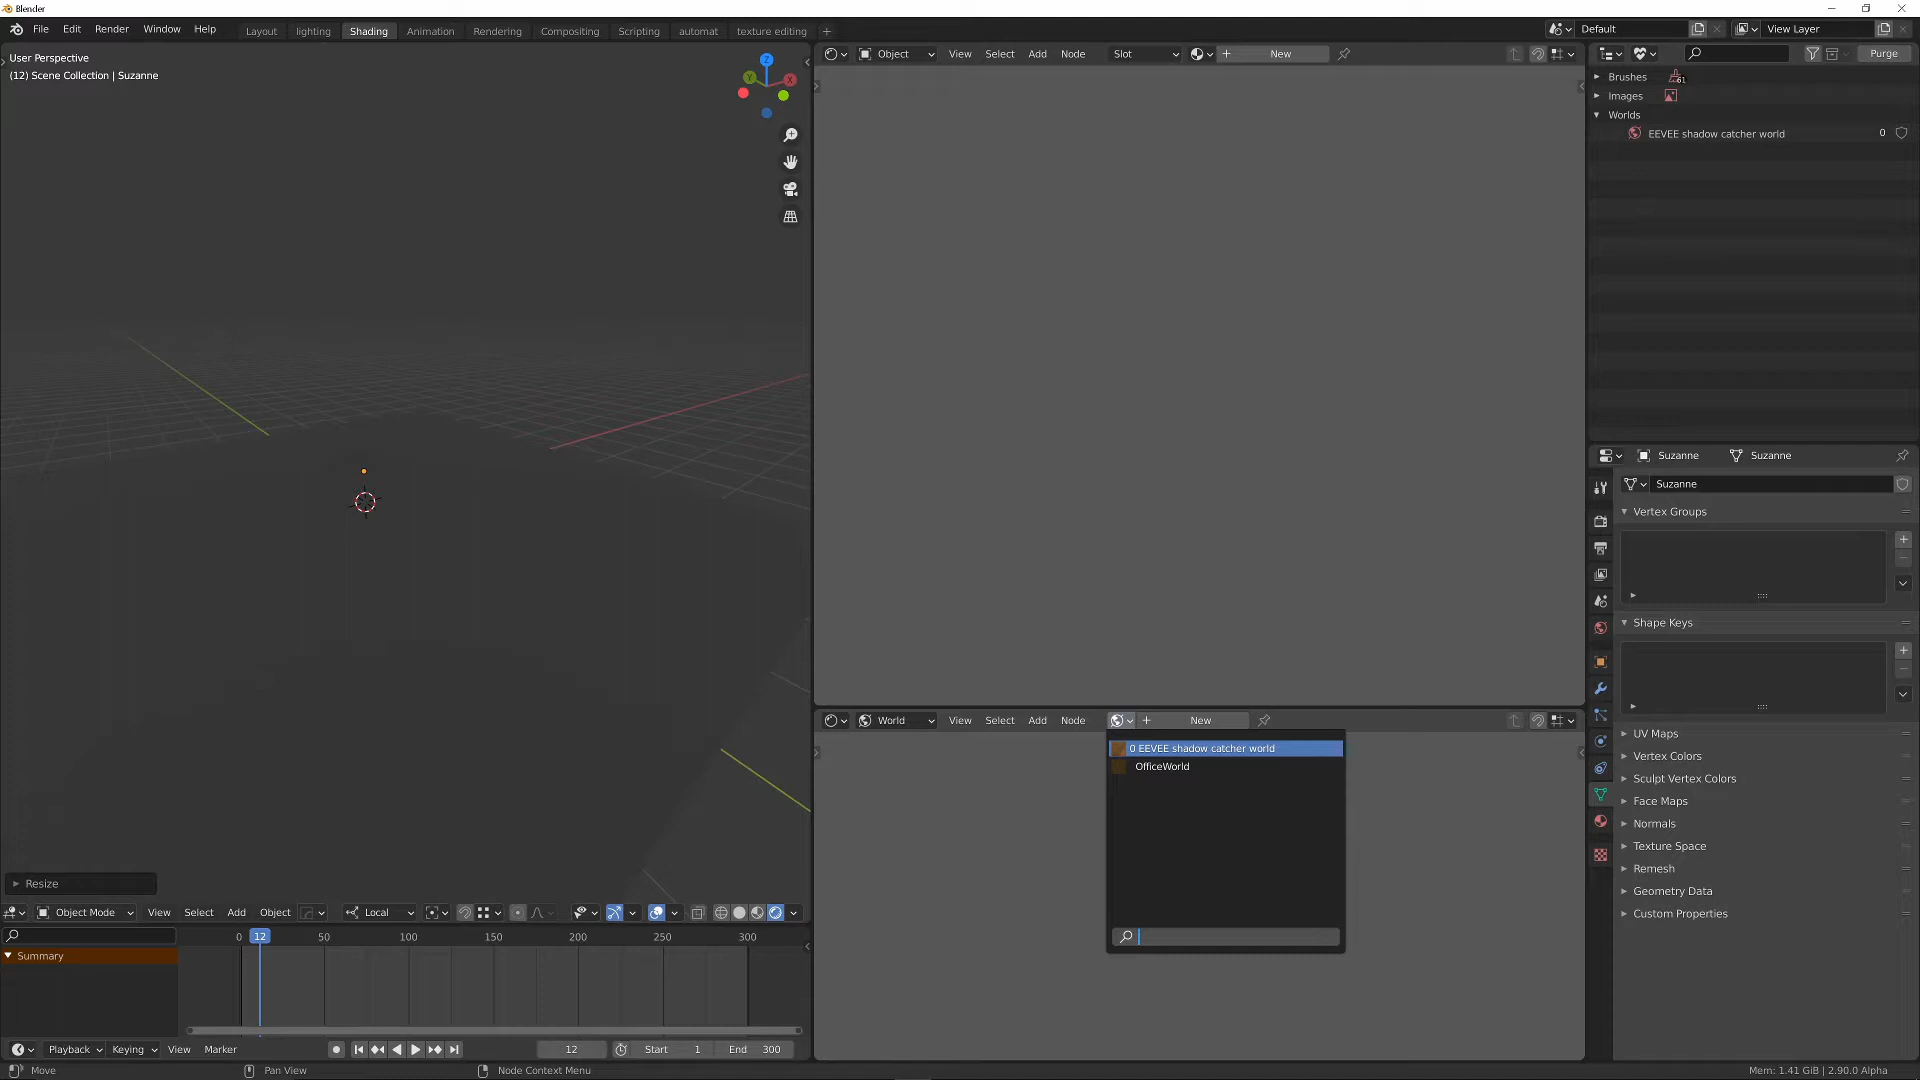 Blender
File Edit Render Window Help Layout lighting Shading Animation Rendering Compositing Scripting automat texture editing +
Default View Layer
User Perspective
(12) Scene Collection | Suzanne
Z
Y
X
Object View Select Add Node Slot New
Purge
Brushes 61
Images
Worlds
EEVEE shadow catcher world 0
Suzanne Suzanne
Suzanne
Vertex Groups
Shape Keys
UV Maps
Vertex Colors
Sculpt Vertex Colors
Face Maps
Normals
Texture Space
Remesh
Geometry Data
Custom Properties
World View Select Add Node New
0 EEVEE shadow catcher world
OfficeWorld
Resize
Object Mode View Select Add Object Local
0 12 50 100 150 200 250 300
Summary
Playback Keying View Marker 12 Start 1 End 300
Move Pan View Node Context Menu Mem: 1.41 GiB | 2.90.0 Alpha